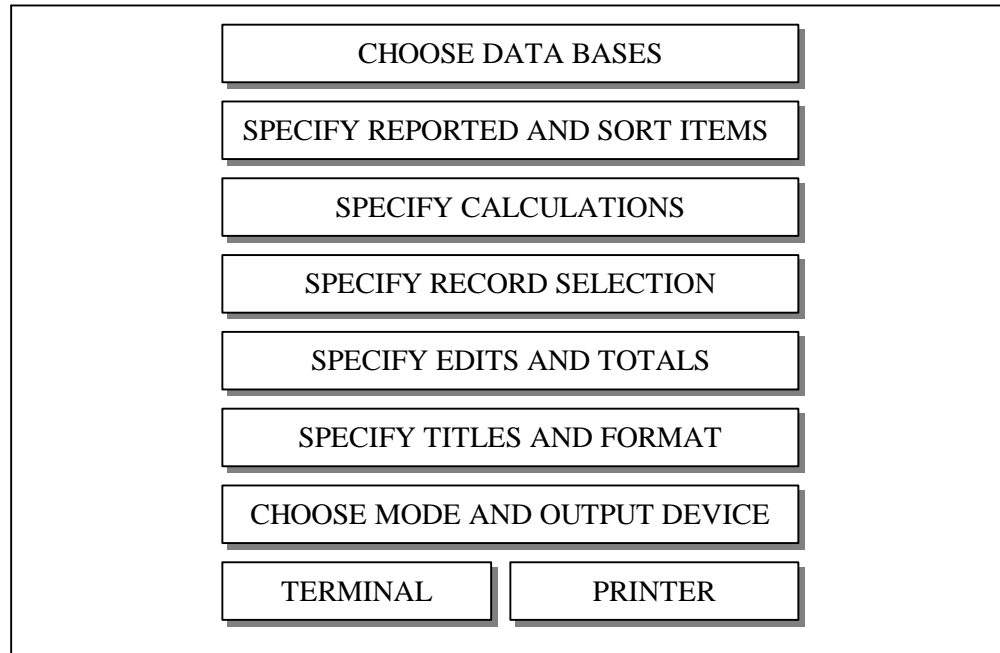 CHOOSE DATA BASES
SPECIFY REPORTED AND SORT ITEMS
SPECIFY CALCULATIONS
SPECIFY RECORD SELECTION
SPECIFY EDITS AND TOTALS
SPECIFY TITLES AND FORMAT
CHOOSE MODE AND OUTPUT DEVICE
TERMINAL
PRINTER